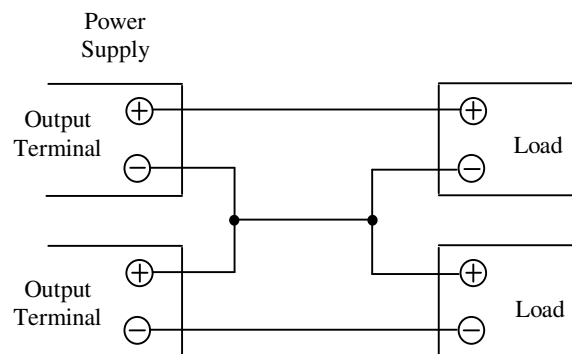 Power
Supply
Output
Terminal
+
−
+
−
Load
Output
Terminal
+
−
+
−
Load